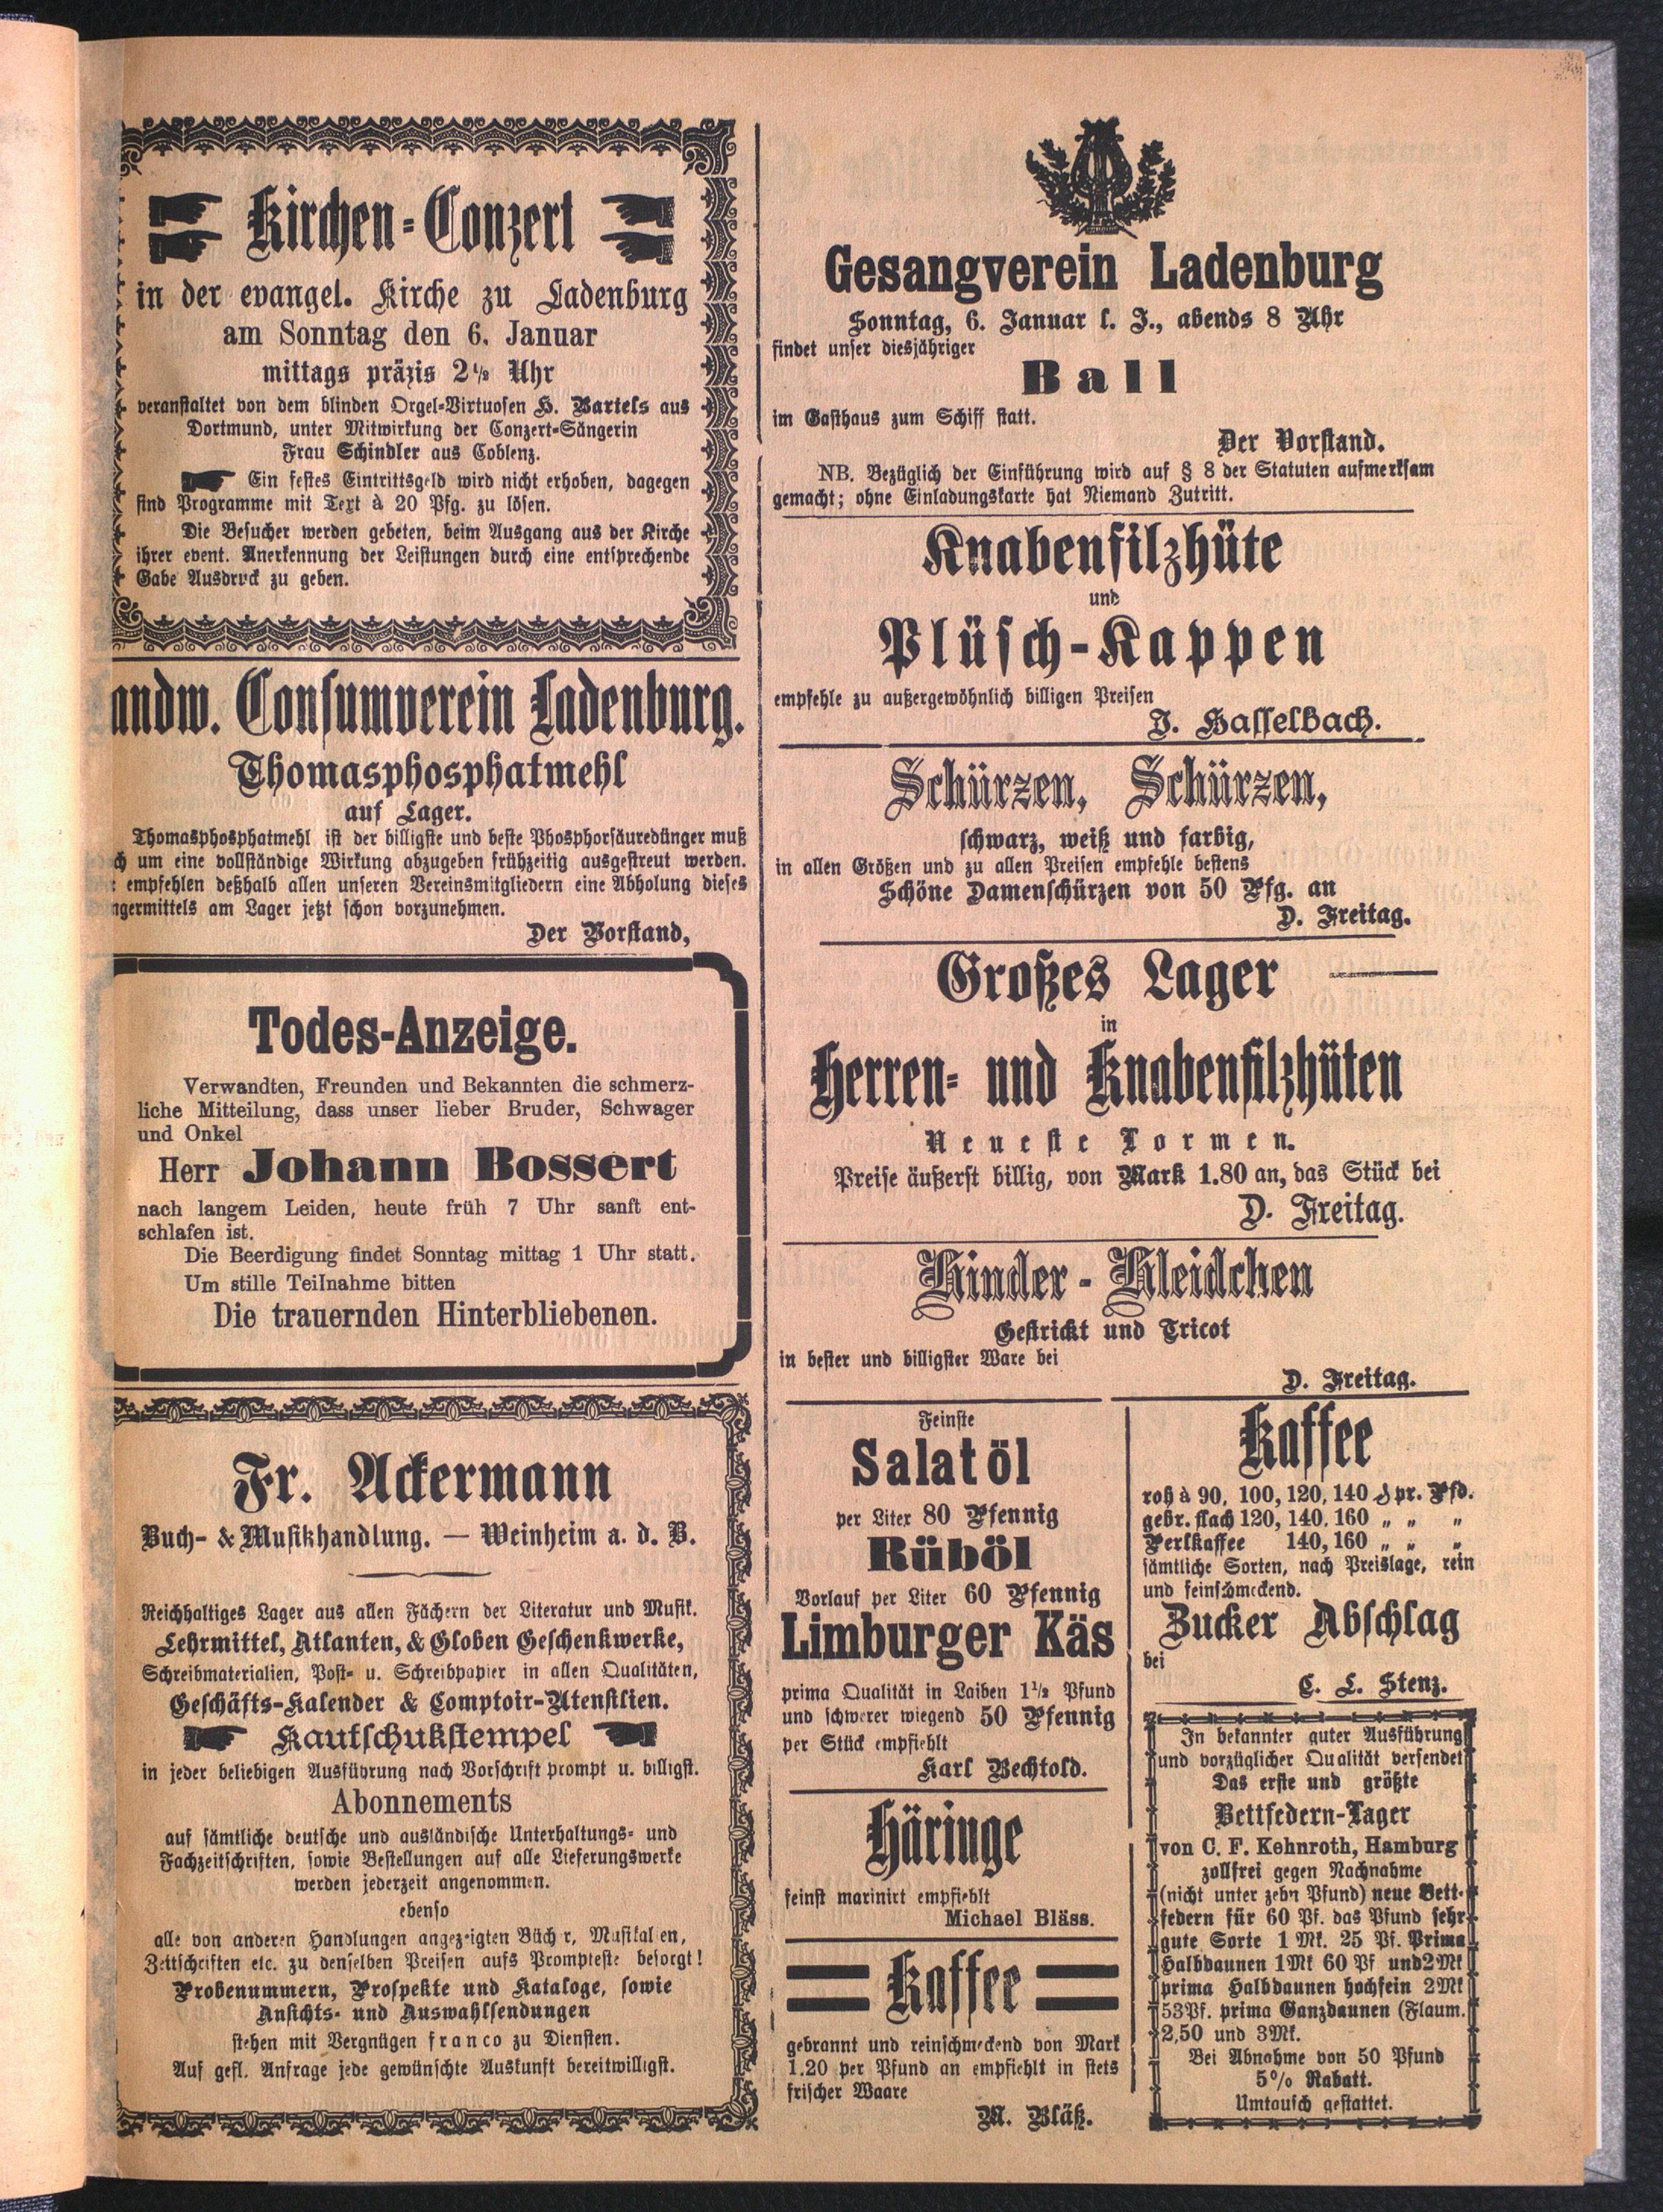 Kirchen-Conzert
in der evangel. Kirche zu Ladenburg
am Sonntag den 6. Januar
mittags präzis 2½ Uhr
veranstaltet von dem blinden Orgel-Virtuosen H. Bartels aus
Dortmund, unter Mitwirkung der Conzert-Sängerin
Frau Schindler aus Coblenz.
Ein festes Eintrittsgeld wird nicht erhoben, dagegen
sind Programme mit Text à 20 Pfg. zu lösen.
Die Besucher werden gebeten, beim Ausgang aus der Kirche
ihrer event. Anerkennung der Leistungen durch eine entsprechende
Gabe Ausdruck zu geben.
andw. Consumverein Ladenburg.
Thomasphosphatmehl
auf Lager.
Thomasphosphatmehl ist der billigste und beste Phosphorsäuredünger muß
ch um eine vollständige Wirkung abzugeben frühzeitig ausgestreut werden.
empfehlen deßhalb allen unseren Vereinsmitgliedern eine Abholung dieses
ngermittels am Lager jetzt schon vorzunehmen.
Der Vorstand,
Todes-Anzeige.
Verwandten, Freunden und Bekannten die schmerz-
liche Mitteilung, dass unser lieber Bruder, Schwager
und Onkel
Herr Johann Bossert
nach langem Leiden, heute früh 7 Uhr sanft ent-
schlafen ist.
Die Beerdigung findet Sonntag mittag 1 Uhr statt.
Um stille Teilnahme bitten
Die trauernden Hinterbliebenen.
Fr. Ackermann
Buch- & Musikhandlung. — Weinheim a. d. B.
Reichhaltiges Lager aus allen Fächern der Literatur und Musik.
Lehrmittel, Atlanten, & Globen Geschenkwerke,
Schreibmaterialien, Post- u. Schreibpapier in allen Qualitäten,
Geschäfts-Kalender & Comptoir-Utensilien.
Kautschukstempel
in jeder beliebigen Ausführung nach Vorschrift prompt u. billigst.
Abonnements
auf sämtliche deutsche und ausländische Unterhaltungs- und
Fachzeitschriften, sowie Bestellungen auf alle Lieferungswerke
werden jederzeit angenommen.
ebenso
alle von anderen Handlungen angezeigten Büch r, Musikal en,
Zeitschriften etc. zu denselben Preisen aufs Prompteste besorgt!
Probenummern, Prospekte und Kataloge, sowie
Ansichts- und Auswahlsendungen
stehen mit Vergnügen franco zu Diensten.
Auf gefl. Anfrage jede gewünschte Auskunft bereitwilligst.
Gesangverein Ladenburg
Sonntag, 6. Januar l. J., abends 8 Uhr
findet unser diesjähriger
Ball
im Gasthaus zum Schiff statt.
Der Vorstand.
NB. Bezüglich der Einführung wird auf § 8 der Statuten aufmerksam
gemacht; ohne Einladungskarte hat Niemand Zutritt.
Knabenfilzhüte
und
Plüsch-Kappen
empfehle zu außergewöhnlich billigen Preisen
J. Hasselbach.
Schürzen, Schürzen,
schwarz, weiß und farbig,
in allen Größen und zu allen Preisen empfehle bestens
Schöne Damenschürzen von 50 Pfg. an
D. Freitag.
Großes Lager
in
Herren- und Knabenfilzhüten
Neueste Formen.
Preise äußerst billig, von Mark 1.80 an, das Stück bei
D. Freitag.
Kinder-Kleidchen
Gestrickt und Tricot
in bester und billigster Ware bei
D. Freitag.
Feinste
Salatöl
per Liter 80 Pfennig
Rüböl
Vorlauf per Liter 60 Pfennig
Limburger Käs
prima Qualität in Laiben 1½ Pfund
und schwerer wiegend 50 Pfennig
per Stück empfiehlt
Karl Bechtold.
Häringe
feinst marinirt empfiehlt
Michael Bläss.
Kaffee
gebrannt und reinschmeckend von Mark
1.20 per Pfund an empfiehlt in stets
frischer Waare
M. Bläß.
Kaffee
roh à 90, 100, 120, 140 ₰ pr. Pfd.
gebr. flach 120, 140, 160 „ „ „
Perlkaffee 140, 160 „ „ „
sämtliche Sorten, nach Preislage, rein
und feinschmeckend.
Zucker Abschlag
bei
C. L. Stenz.
In bekannter guter Ausführung
und vorzüglicher Qualität versendet
Das erste und größte
Bettfedern-Lager
von C. F. Kehnroth, Hamburg
zollfrei gegen Nachnahme
(nicht unter zehn Pfund) neue Bett-
federn für 60 Pf. das Pfund sehr
gute Sorte 1 Mk. 25 Pf. Prima
Halbdaunen 1Mk 60 Pf und 2Mk
prima Halbdaunen hochfein 2Mk
53Pf. prima Ganzdaunen (Flaum.
2,50 und 3Mk.
Bei Abnahme von 50 Pfund
5% Rabatt.
Umtausch gestattet.